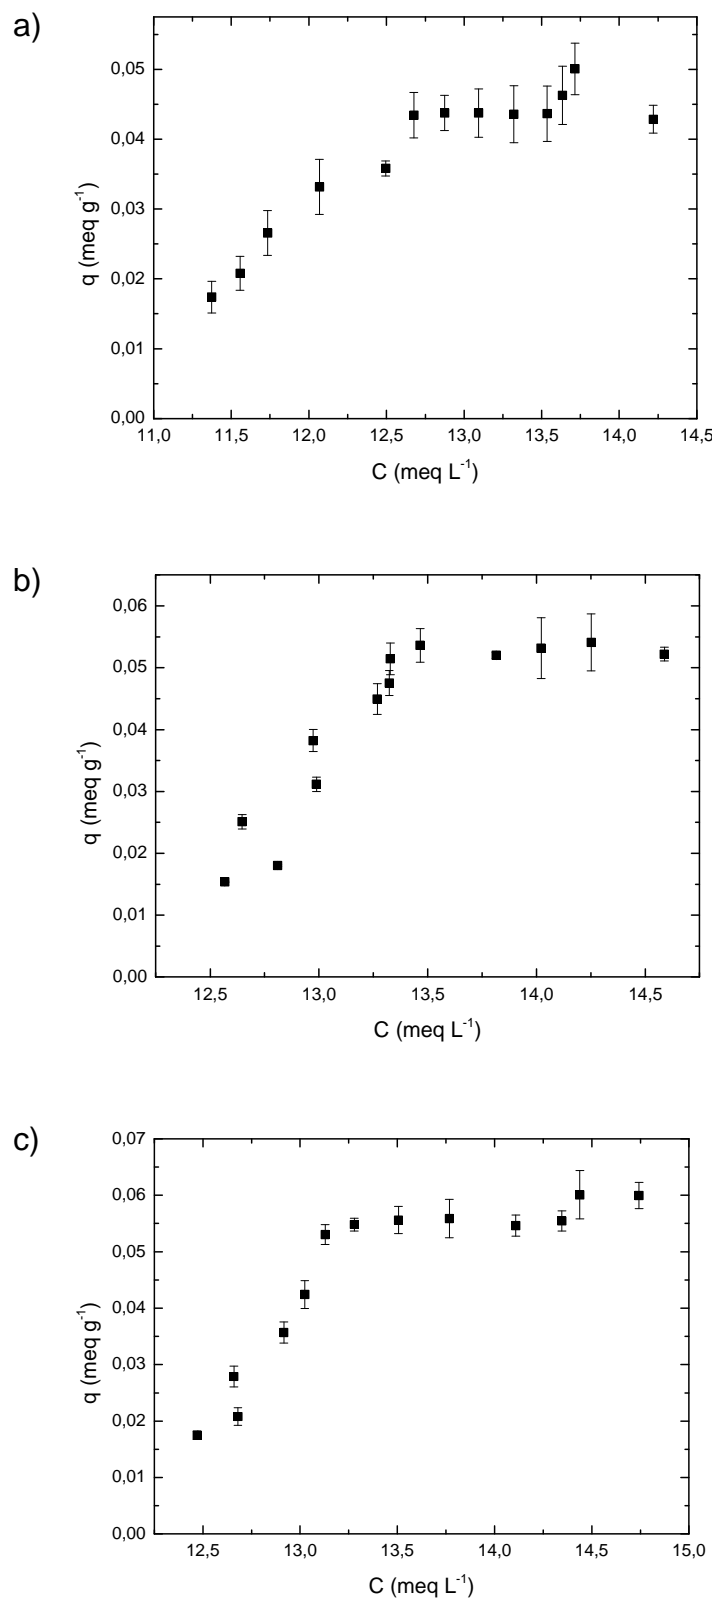 a)
0,05
0,04
0,03
0,02
0,01
0,00
q (meq g⁻¹)
11,0 11,5 12,0 12,5 13,0 13,5 14,0 14,5
C (meq L⁻¹)
b)
0,06
0,05
0,04
0,03
0,02
0,01
0,00
q (meq g⁻¹)
12,5 13,0 13,5 14,0 14,5
C (meq L⁻¹)
c)
0,07
0,06
0,05
0,04
0,03
0,02
0,01
0,00
q (meq g⁻¹)
12,5 13,0 13,5 14,0 14,5 15,0
C (meq L⁻¹)